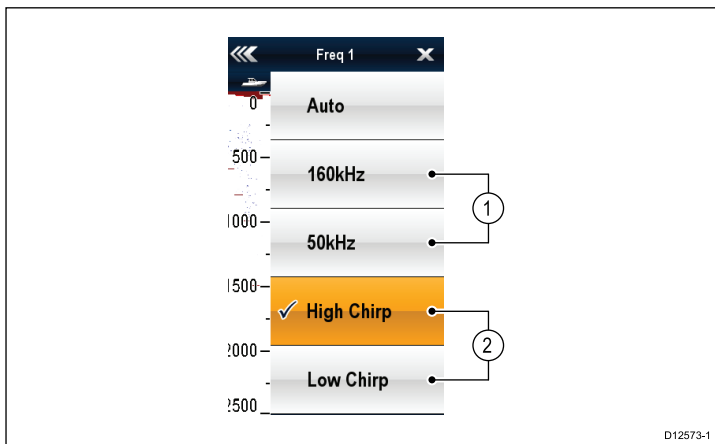 Freq 1
0
Auto
500
160kHz
1
1000
50kHz
1500
High Chirp
2
2000
Low Chirp
2500
D12573-1